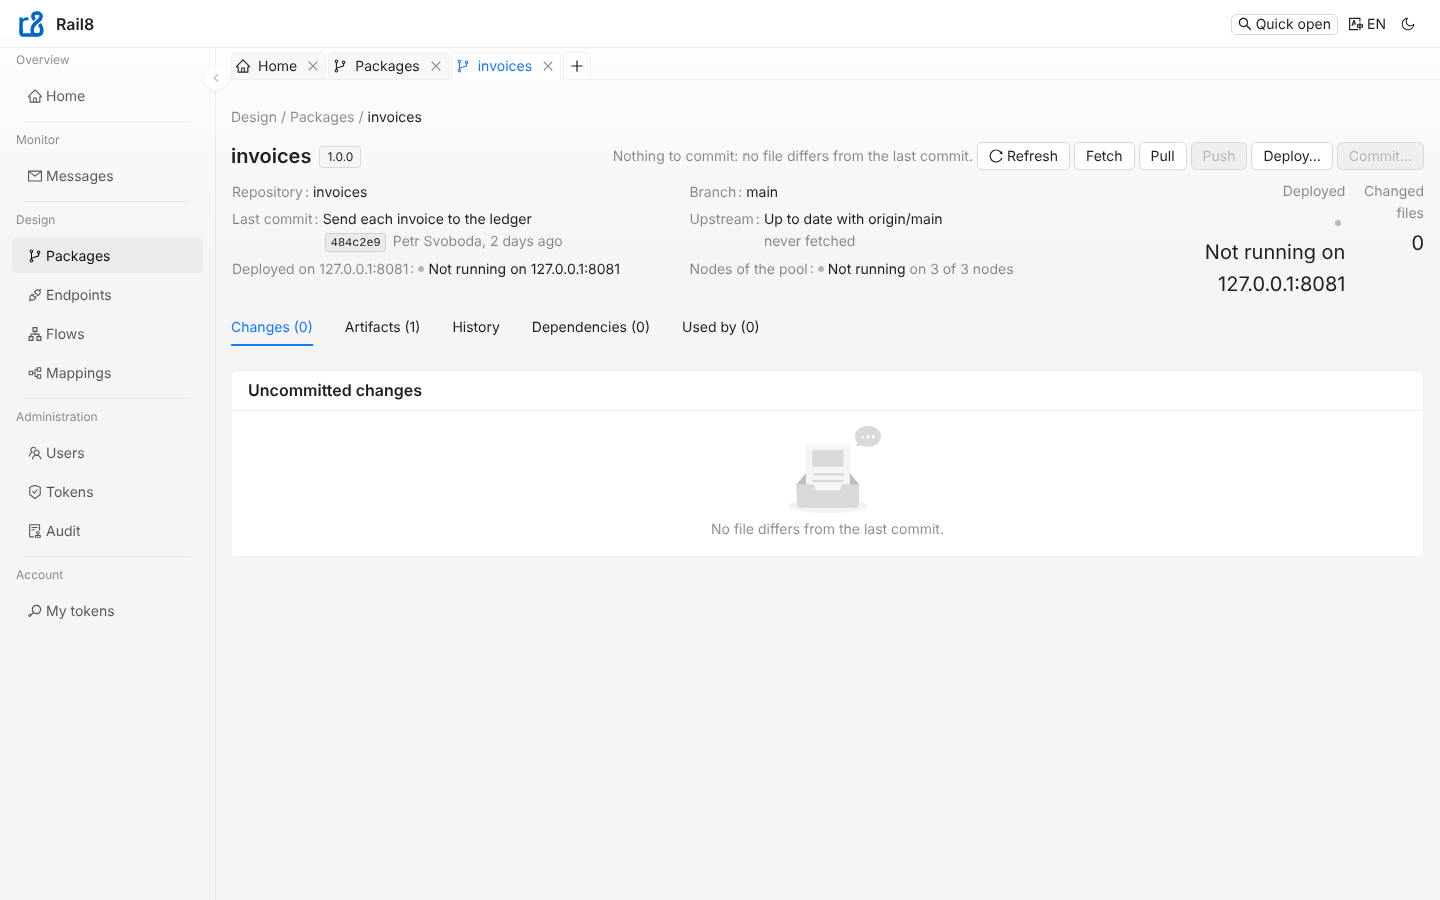 r8 Rail8
Quick open
EN
Overview
Home
Monitor
Messages
Design
Packages
Endpoints
Flows
Mappings
Administration
Users
Tokens
Audit
Account
My tokens
Home
Packages
invoices
Design / Packages / invoices
invoices 1.0.0
Nothing to commit: no file differs from the last commit.
Refresh
Fetch
Pull
Push
Deploy...
Commit...
Repository: invoices
Branch: main
Last commit: Send each invoice to the ledger
484c2e9 Petr Svoboda, 2 days ago
Upstream: Up to date with origin/main
never fetched
Deployed on 127.0.0.1:8081: Not running on 127.0.0.1:8081
Nodes of the pool: Not running on 3 of 3 nodes
Deployed
Not running on
127.0.0.1:8081
Changed
files
0
Changes (0)
Artifacts (1)
History
Dependencies (0)
Used by (0)
Uncommitted changes
No file differs from the last commit.